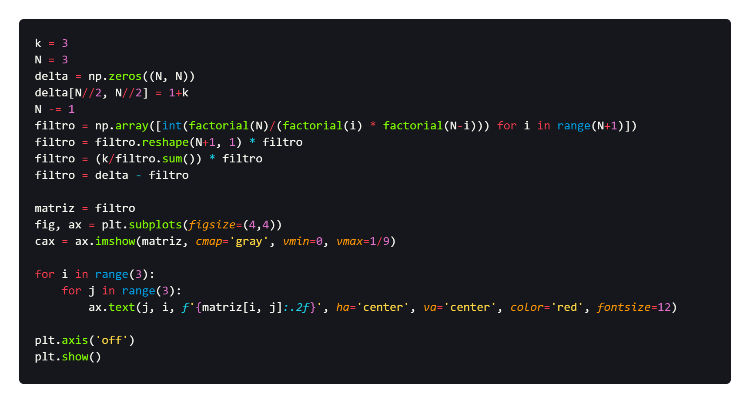 k = 3
N = 3
delta = np.zeros((N, N))
delta[N//2, N//2] = 1+k
N -= 1
filtro = np.array([int(factorial(N)/(factorial(i) * factorial(N-i))) for i in range(N+1)])
filtro = filtro.reshape(N+1, 1) * filtro
filtro = (k/filtro.sum()) * filtro
filtro = delta - filtro

matriz = filtro
fig, ax = plt.subplots(figsize=(4,4))
cax = ax.imshow(matriz, cmap='gray', vmin=0, vmax=1/9)

for i in range(3):
    for j in range(3):
        ax.text(j, i, f'{matriz[i, j]:.2f}', ha='center', va='center', color='red', fontsize=12)

plt.axis('off')
plt.show()